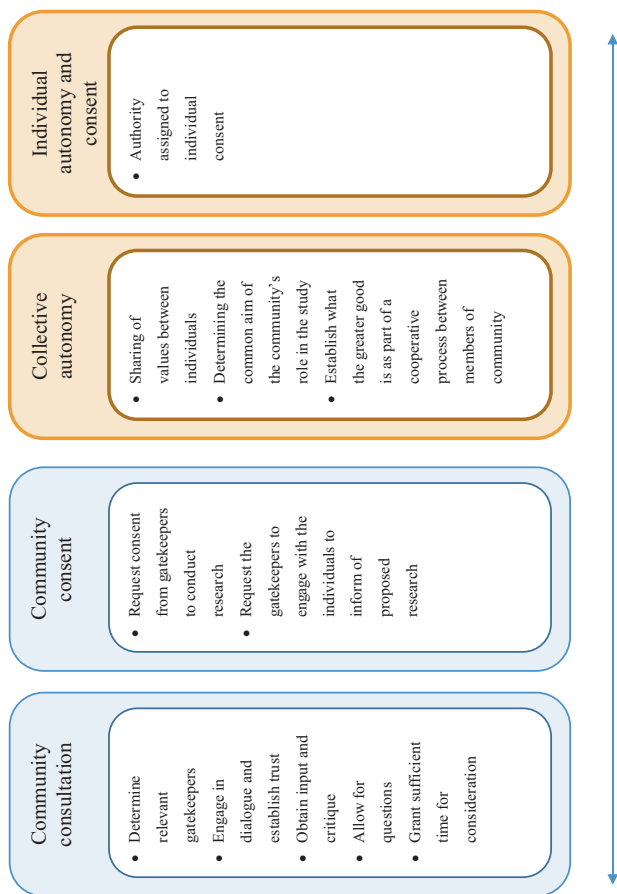 Community
consultation
• Determine
relevant
gatekeepers
• Engage in
dialogue and
establish trust
• Obtain input and
critique
• Allow for
questions
• Grant sufficient
time for
consideration
Community
consent
• Request consent
from gatekeepers
to conduct
research
• Request the
gatekeepers to
engage with the
individuals to
inform of
proposed
research
Collective
autonomy
• Sharing of
values between
individuals
• Determining the
common aim of
the community’s
role in the study
• Establish what
the greater good
is as part of a
cooperative
process between
members of
community
Individual
autonomy and
consent
• Authority
assigned to
individual
consent